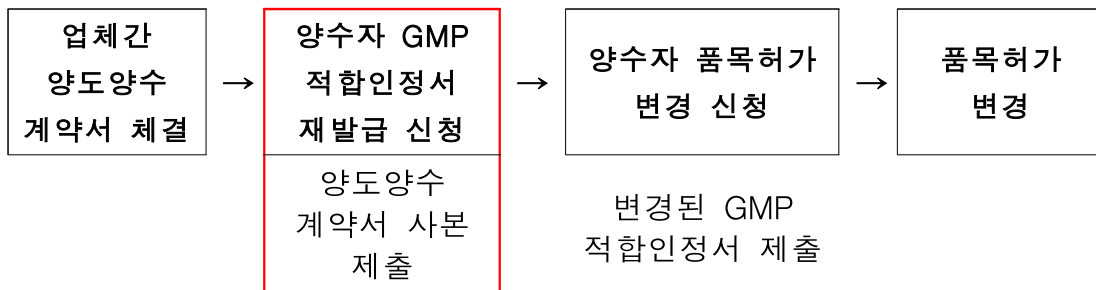 업체간
양도양수
계약서 체결
→
양수자 GMP
적합인정서
재발급 신청
양도양수
계약서 사본
제출
→
양수자 품목허가
변경 신청
변경된 GMP
적합인정서 제출
→
품목허가
변경